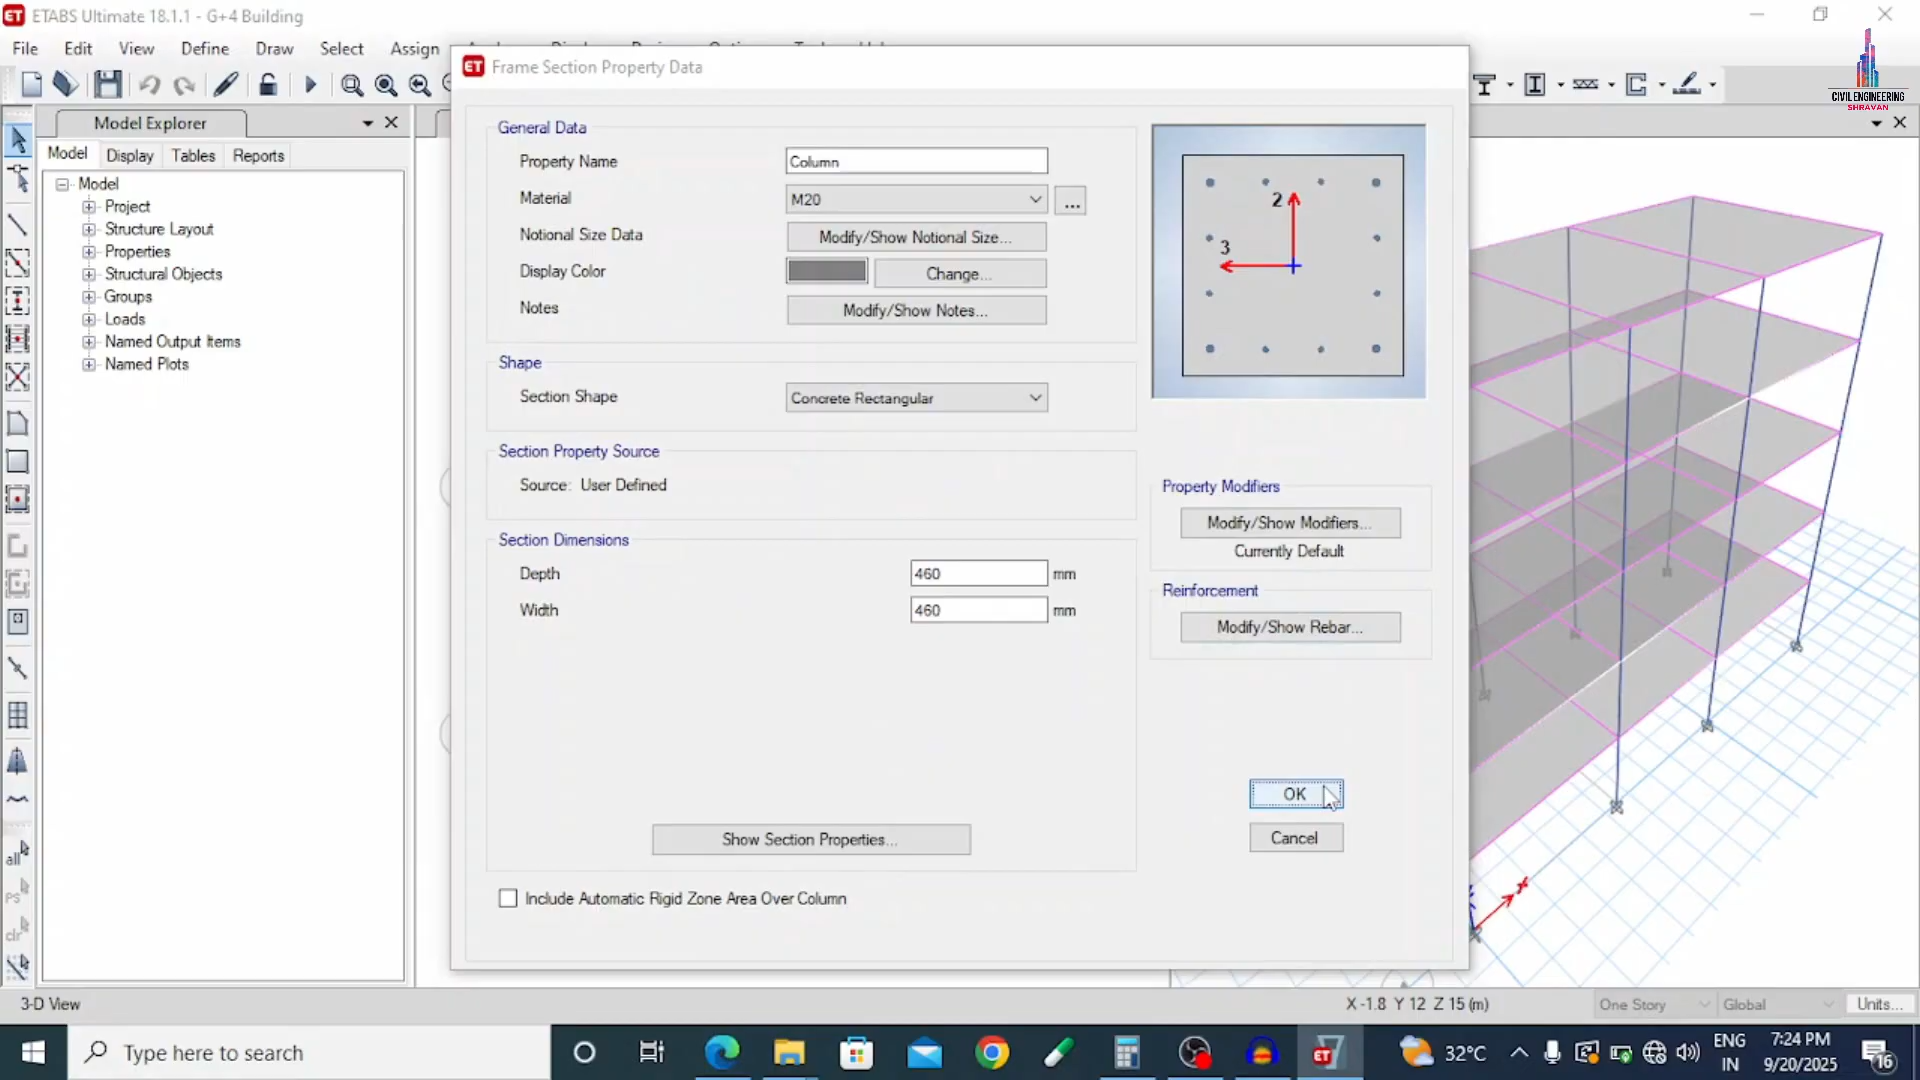 ETABS Ultimate 18.1.1 - G+4 Building
File Edit View Define Draw Select Assign
Frame Section Property Data
CIVIL ENGINEERING
SHRAVAN
Model Explorer
Model Display Tables Reports
Model
Project
Structure Layout
Properties
Structural Objects
Groups
Loads
Named Output Items
Named Plots
all
PS
clr
General Data
Property Name Column
Material M20 ...
Notional Size Data Modify/Show Notional Size...
Display Color Change...
Notes Modify/Show Notes...
Shape
Section Shape Concrete Rectangular
Section Property Source
Source: User Defined
Section Dimensions
Depth 460 mm
Width 460 mm
Show Section Properties...
Include Automatic Rigid Zone Area Over Column
2
3
Property Modifiers
Modify/Show Modifiers...
Currently Default
Reinforcement
Modify/Show Rebar...
OK
Cancel
3-D View X -1.8 Y 12 Z 15 (m) One Story Global Units...
Type here to search
32°C
ENG
IN
7:24 PM
9/20/2025
16